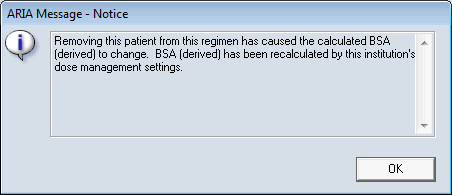 ARIA Message - Notice
Removing this patient from this regimen has caused the calculated BSA
(derived) to change.  BSA (derived) has been recalculated by this institution's
dose management settings.
OK